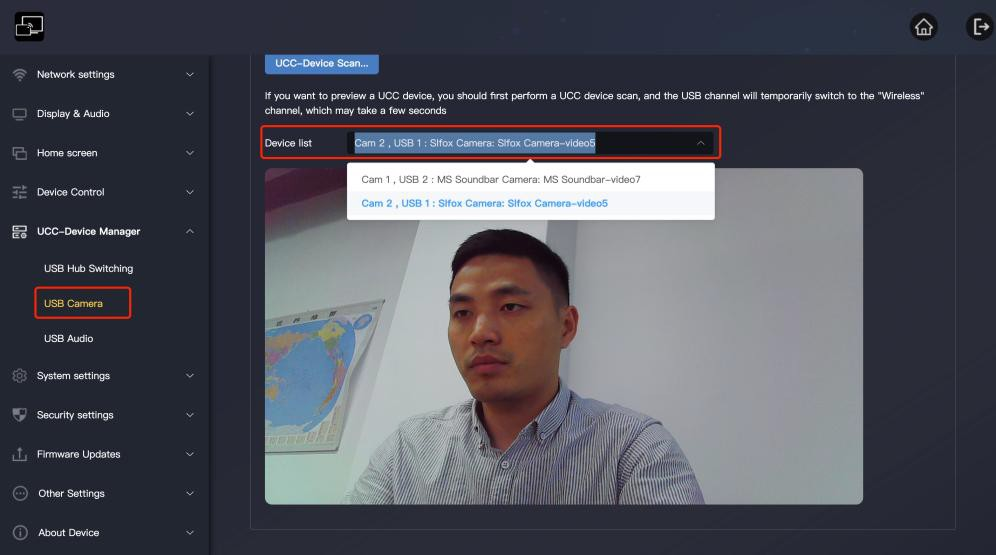 UCC-Device Scan...
If you want to preview a UCC device, you should first perform a UCC device scan, and the USB channel will temporarily switch to the "Wireless"
channel, which may take a few seconds
Device list
Cam 2 , USB 1 : Slfox Camera: Slfox Camera-video5
Cam 1 , USB 2 : MS Soundbar Camera: MS Soundbar-video7
Cam 2 , USB 1 : Slfox Camera: Slfox Camera-video5
Network settings
Display & Audio
Home screen
Device Control
UCC-Device Manager
USB Hub Switching
USB Camera
USB Audio
System settings
Security settings
Firmware Updates
Other Settings
About Device